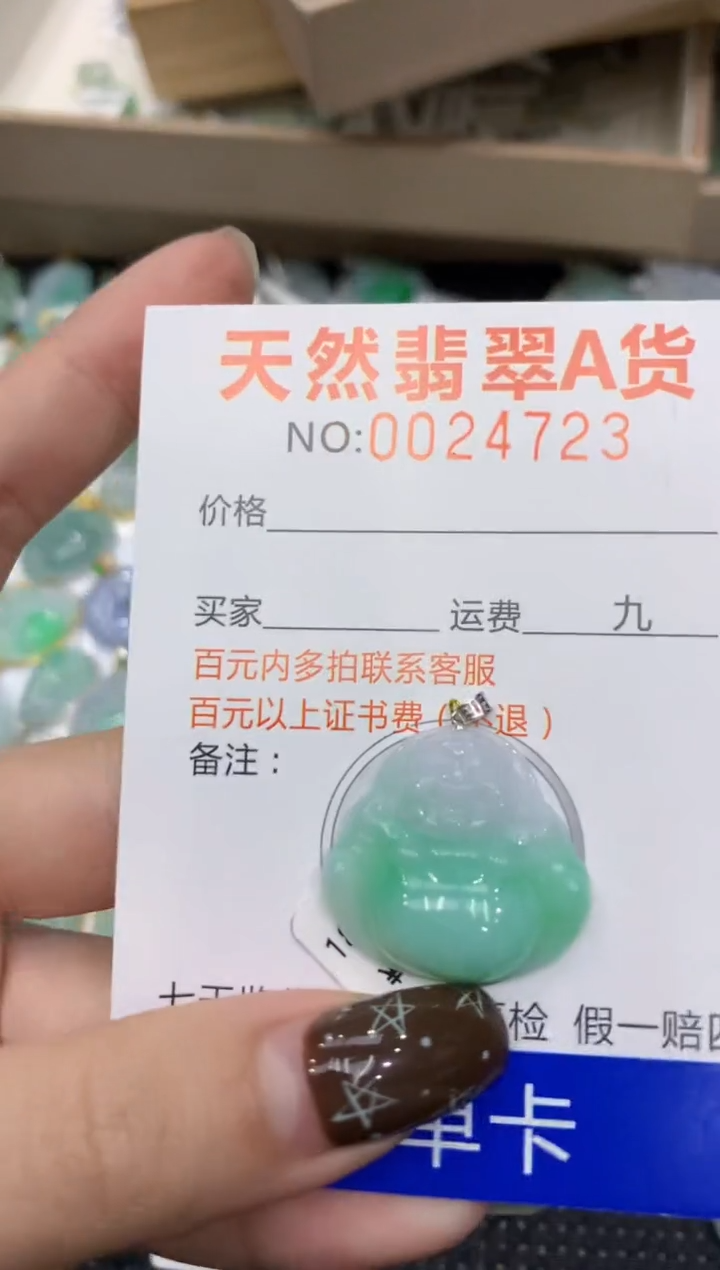 天然翡翠A货
NO:0024723
价格
买家 运费 九
百元内多拍联系客服
百元以上证书费( 退)
备注:
检 假一赔
单卡